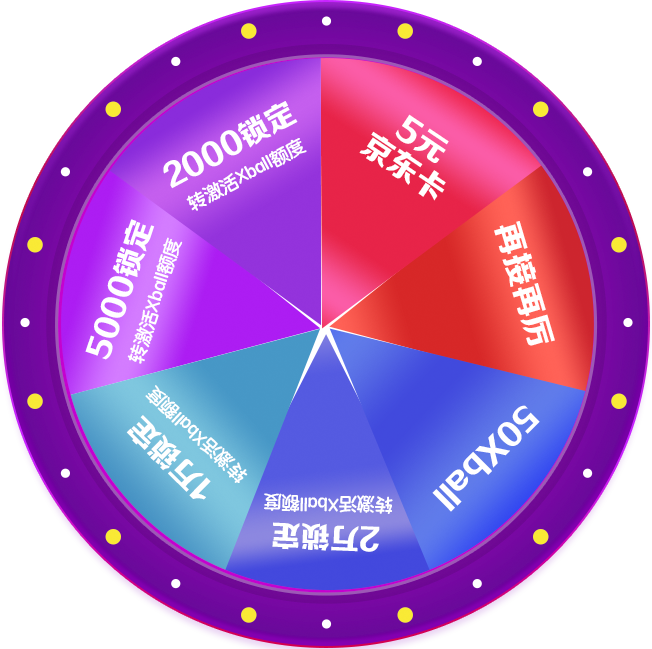 5元
京东卡
再接再厉
50Xball
2万锁定
转激活Xball额度
1万锁定
转激活Xball额度
5000锁定
转激活Xball额度
2000锁定
转激活Xball额度